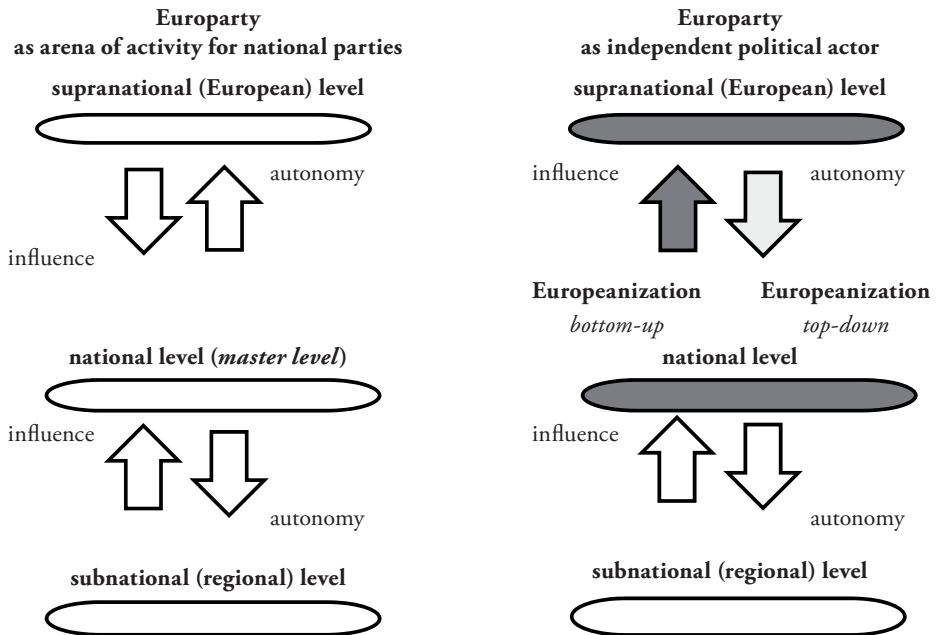 Europarty
as arena of activity for national parties
supranational (European) level
autonomy
influence
national level (master level)
influence
autonomy
subnational (regional) level
Europarty
as independent political actor
supranational (European) level
influence
autonomy
Europeanization
bottom-up
Europeanization
top-down
national level
influence
autonomy
subnational (regional) level